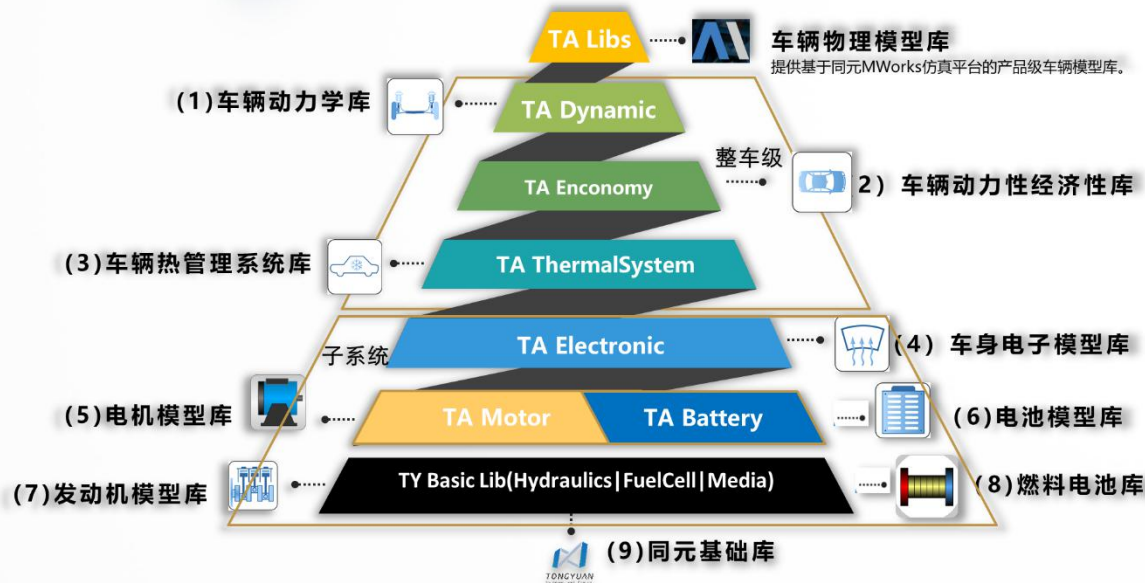 TA Libs
车辆物理模型库
提供基于同元MWorks仿真平台的产品级车辆模型库。
(1)车辆动力学库
TA Dynamic
整车级
TA Enconomy
2）车辆动力性经济性库
(3)车辆热管理系统库
TA ThermalSystem
子系统
TA Electronic
(4）车身电子模型库
(5)电机模型库
TA Motor
TA Battery
(6)电池模型库
(7)发动机模型库
TY Basic Lib(Hydraulics|FuelCell|Media)
(8)燃料电池库
(9)同元基础库
TONGYUAN